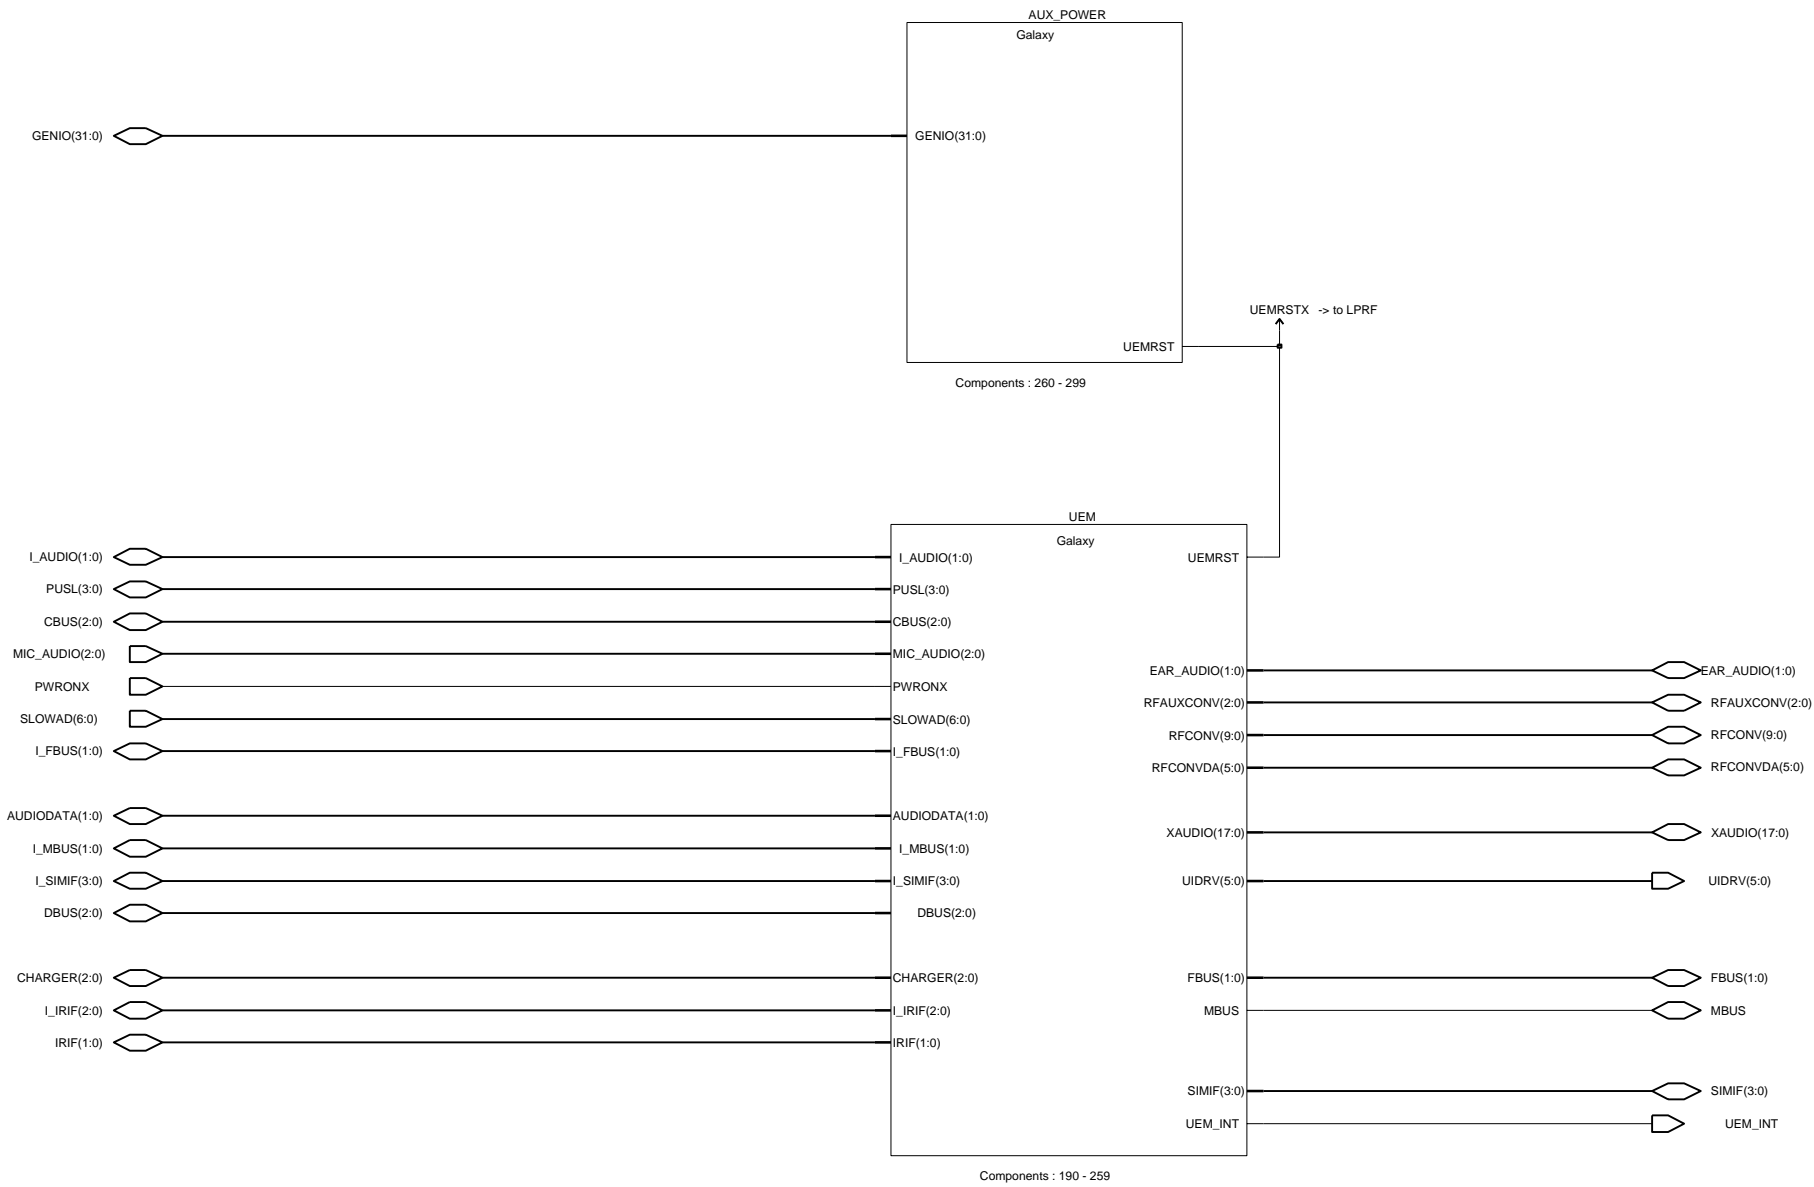 AUX_POWER
Galaxy
GENIO(31:0) GENIO(31:0)
UEMRSTX -> to LPRF
UEMRST
Components : 260 - 299
UEM
Galaxy
I_AUDIO(1:0) I_AUDIO(1:0) UEMRST
PUSL(3:0) PUSL(3:0)
CBUS(2:0) CBUS(2:0)
MIC_AUDIO(2:0) MIC_AUDIO(2:0)
EAR_AUDIO(1:0) EAR_AUDIO(1:0)
PWRONX PWRONX
RFAUXCONV(2:0) RFAUXCONV(2:0)
SLOWAD(6:0) SLOWAD(6:0)
RFCONV(9:0) RFCONV(9:0)
I_FBUS(1:0) I_FBUS(1:0)
RFCONVDA(5:0) RFCONVDA(5:0)
AUDIODATA(1:0) AUDIODATA(1:0)
XAUDIO(17:0) XAUDIO(17:0)
I_MBUS(1:0) I_MBUS(1:0)
I_SIMIF(3:0) I_SIMIF(3:0) UIDRV(5:0) UIDRV(5:0)
DBUS(2:0) DBUS(2:0)
CHARGER(2:0) CHARGER(2:0) FBUS(1:0) FBUS(1:0)
I_IRIF(2:0) I_IRIF(2:0) MBUS MBUS
IRIF(1:0) IRIF(1:0)
SIMIF(3:0) SIMIF(3:0)
UEM_INT UEM_INT
Components : 190 - 259